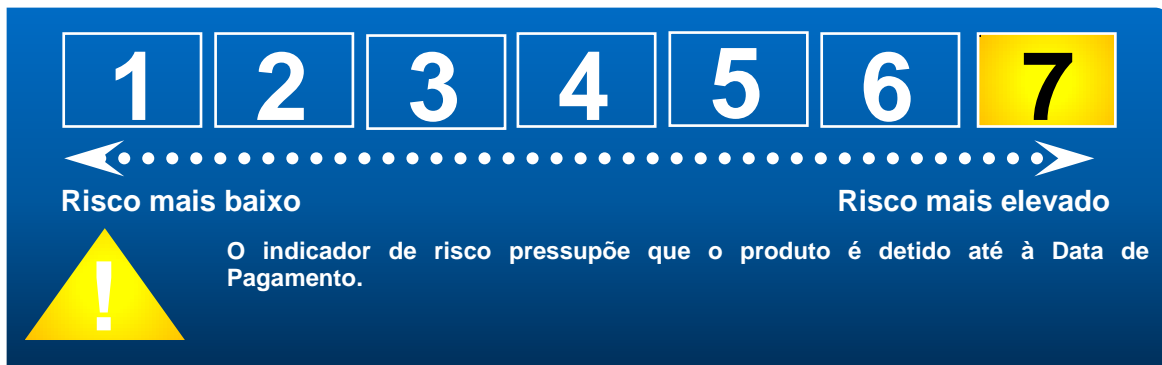 1 2 3 4 5 6 7
Risco mais baixo Risco mais elevado
! O indicador de risco pressupõe que o produto é detido até à Data de
Pagamento.